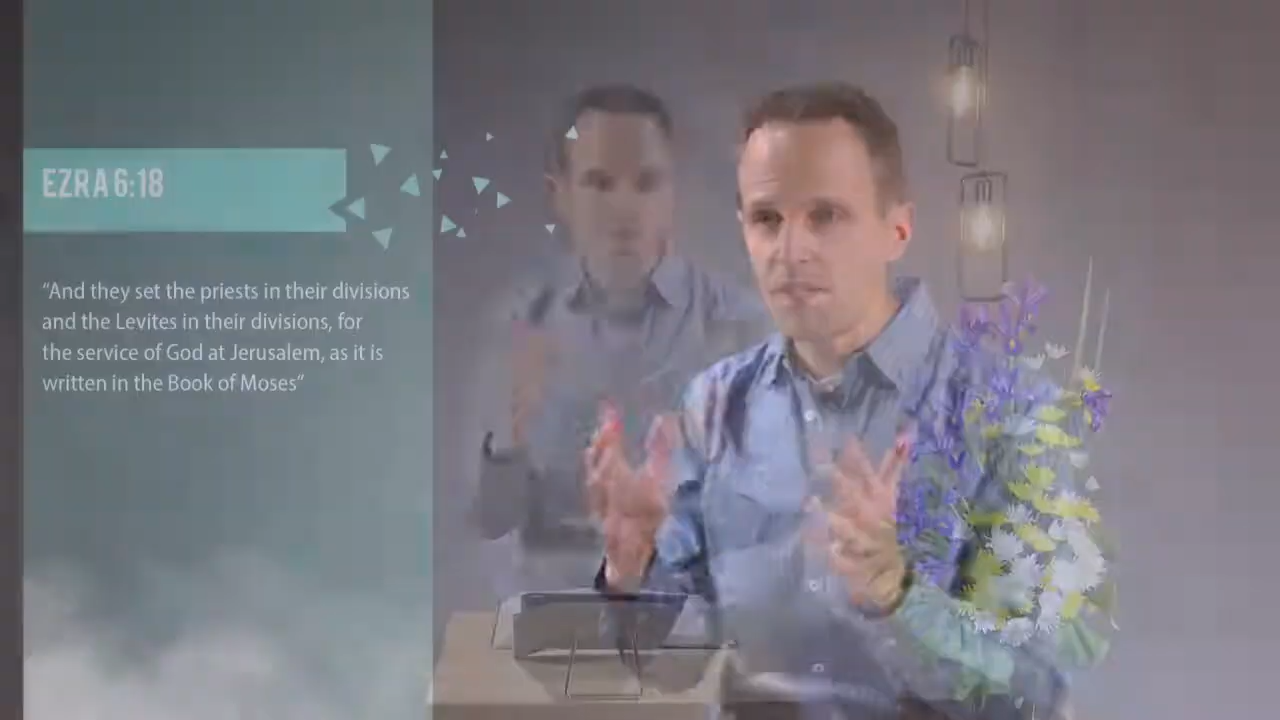 EZRA 6:18
“And they set the priests in their divisions
and the Levites in their divisions, for
the service of God at Jerusalem, as it is
written in the Book of Moses”